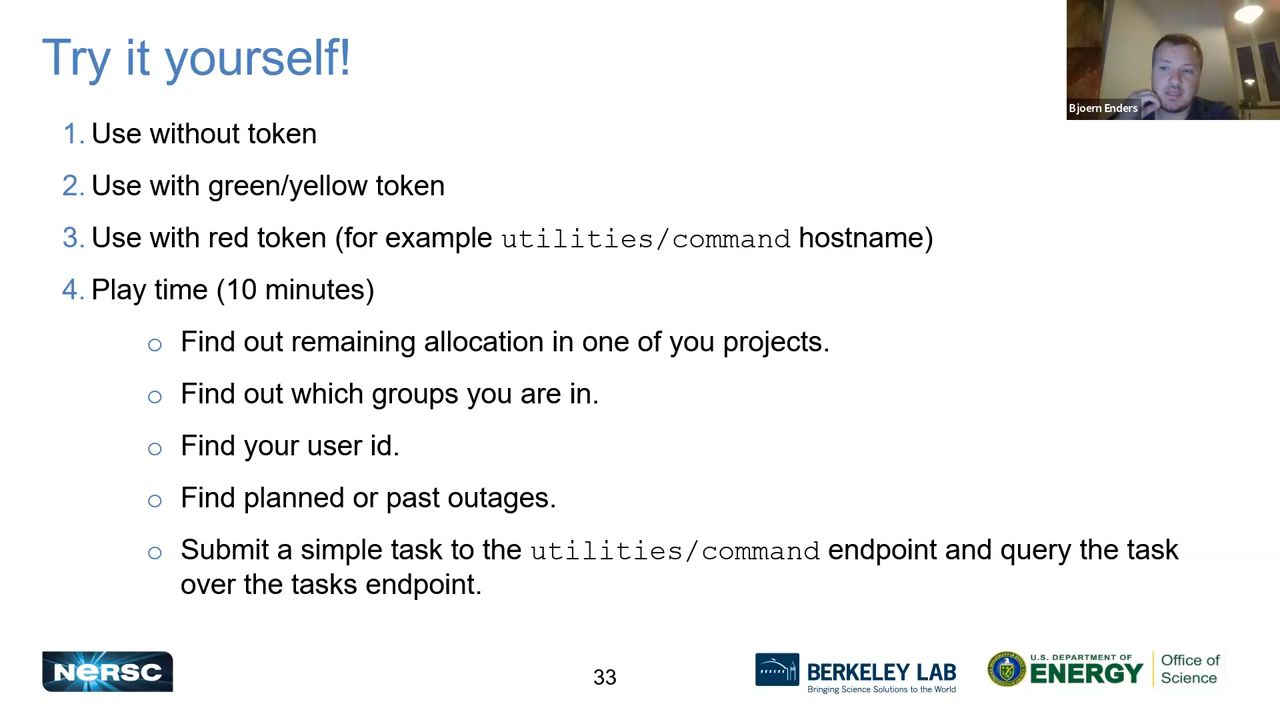 Try it yourself!
Bjoern Enders
1. Use without token
2. Use with green/yellow token
3. Use with red token (for example utilities/command hostname)
4. Play time (10 minutes)
o Find out remaining allocation in one of you projects.
o Find out which groups you are in.
o Find your user id.
o Find planned or past outages.
o Submit a simple task to the utilities/command endpoint and query the task
over the tasks endpoint.
NERSC
33
BERKELEY LAB
Bringing Science Solutions to the World
U.S. DEPARTMENT OF
ENERGY
Office of
Science